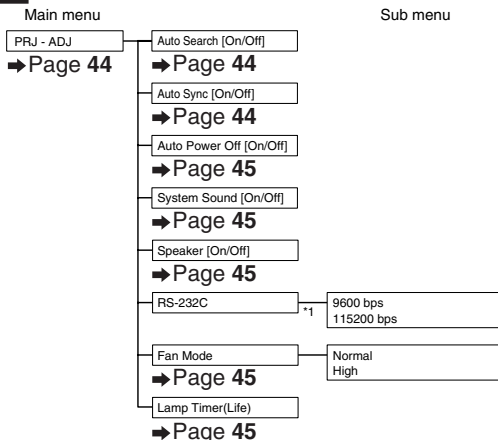 Main menu
Sub menu
PRJ - ADJ
➡Page 44
Auto Search [On/Off]
➡Page 44
Auto Sync [On/Off]
➡Page 44
Auto Power Off [On/Off]
➡Page 45
System Sound [On/Off]
➡Page 45
Speaker [On/Off]
➡Page 45
RS-232C
*1
9600 bps
115200 bps
Fan Mode
➡Page 45
Normal
High
Lamp Timer(Life)
➡Page 45